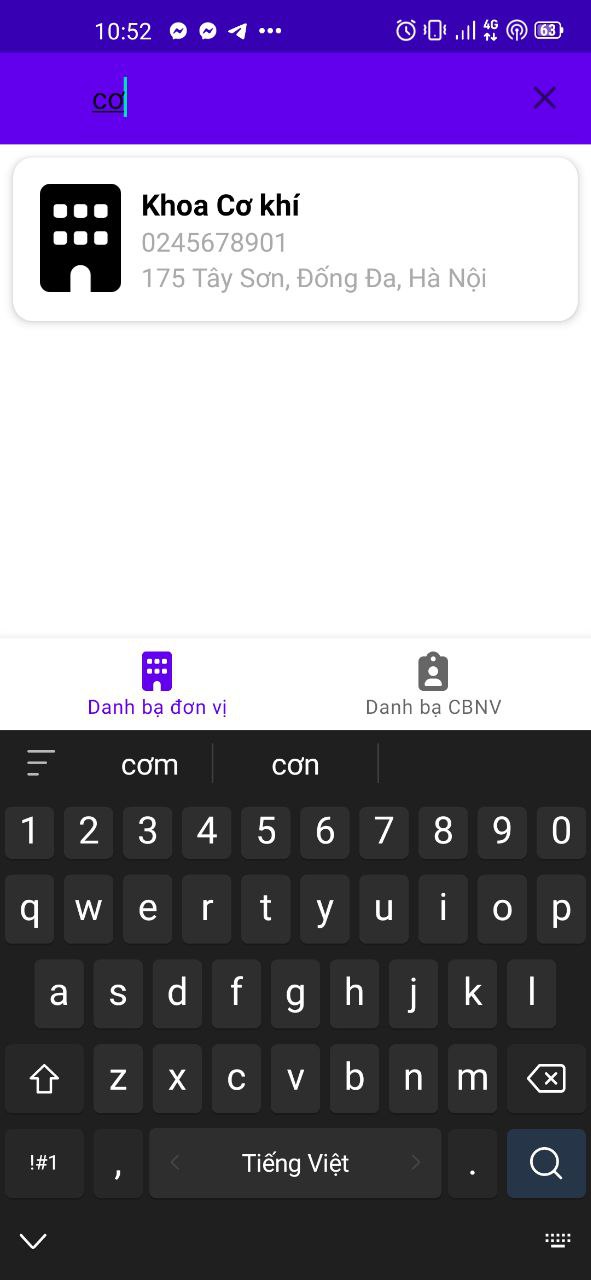 10:52 4G 63
cơ
Khoa Cơ khí
0245678901
175 Tây Sơn, Đống Đa, Hà Nội
Danh bạ đơn vị Danh bạ CBNV
cơm cơn
1 2 3 4 5 6 7 8 9 0
q w e r t y u i o p
a s d f g h j k l
z x c v b n m
!#1 , Tiếng Việt .